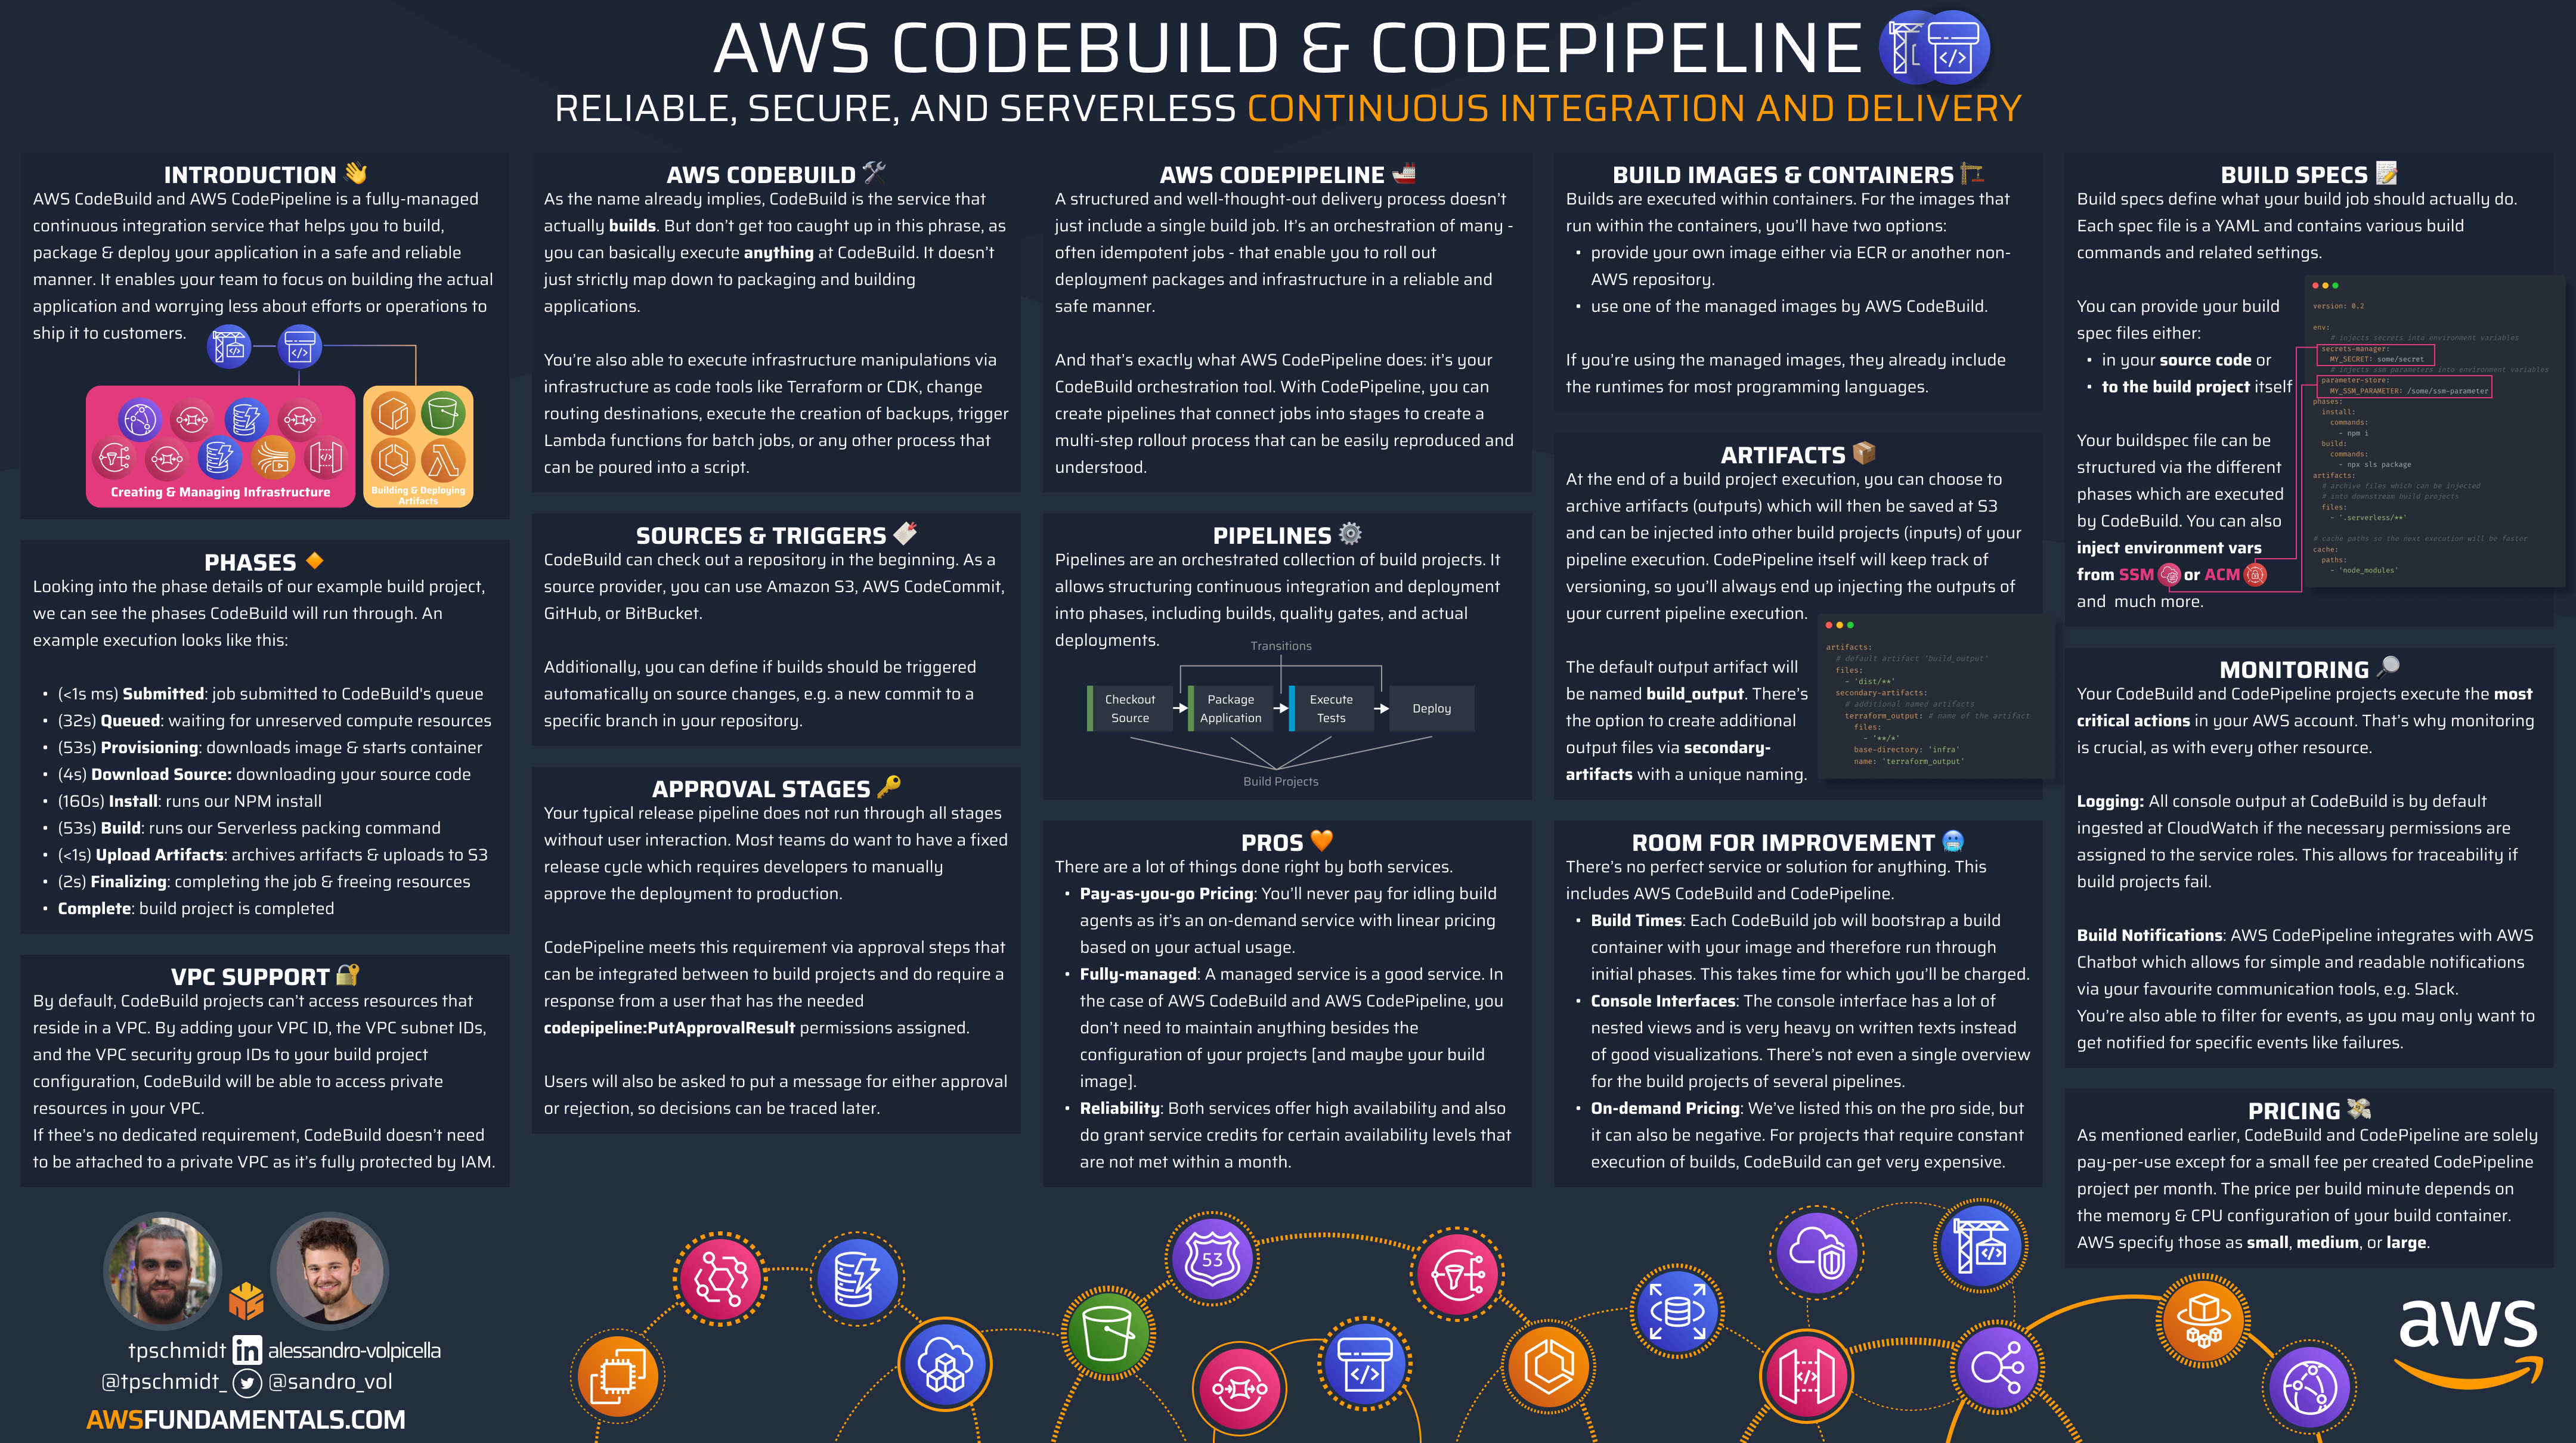 AWS CODEBUILD & CODEPIPELINE
RELIABLE, SECURE, AND SERVERLESS CONTINUOUS INTEGRATION AND DELIVERY
INTRODUCTION
AWS CodeBuild and AWS CodePipeline is a fully-managed
continuous integration service that helps you to build,
package & deploy your application in a safe and reliable
manner. It enables your team to focus on building the actual
application and worrying less about efforts or operations to
ship it to customers.
Creating & Managing Infrastructure
Building & Deploying
Artifacts
PHASES
Looking into the phase details of our example build project,
we can see the phases CodeBuild will run through. An
example execution looks like this:
• (<1s ms) Submitted: job submitted to CodeBuild's queue
• (32s) Queued: waiting for unreserved compute resources
• (53s) Provisioning: downloads image & starts container
• (4s) Download Source: downloading your source code
• (160s) Install: runs our NPM install
• (53s) Build: runs our Serverless packing command
• (<1s) Upload Artifacts: archives artifacts & uploads to S3
• (2s) Finalizing: completing the job & freeing resources
• Complete: build project is completed
VPC SUPPORT
By default, CodeBuild projects can't access resources that
reside in a VPC. By adding your VPC ID, the VPC subnet IDs,
and the VPC security group IDs to your build project
configuration, CodeBuild will be able to access private
resources in your VPC.
If thee's no dedicated requirement, CodeBuild doesn't need
to be attached to a private VPC as it's fully protected by IAM.
tpschmidt in alessandro-volpicella
@tpschmidt_ @sandro_vol
AWSFUNDAMENTALS.COM
AWS CODEBUILD
As the name already implies, CodeBuild is the service that
actually builds. But don't get too caught up in this phrase, as
you can basically execute anything at CodeBuild. It doesn't
just strictly map down to packaging and building
applications.
You're also able to execute infrastructure manipulations via
infrastructure as code tools like Terraform or CDK, change
routing destinations, execute the creation of backups, trigger
Lambda functions for batch jobs, or any other process that
can be poured into a script.
SOURCES & TRIGGERS
CodeBuild can check out a repository in the beginning. As a
source provider, you can use Amazon S3, AWS CodeCommit,
GitHub, or BitBucket.
Additionally, you can define if builds should be triggered
automatically on source changes, e.g. a new commit to a
specific branch in your repository.
APPROVAL STAGES
Your typical release pipeline does not run through all stages
without user interaction. Most teams do want to have a fixed
release cycle which requires developers to manually
approve the deployment to production.
CodePipeline meets this requirement via approval steps that
can be integrated between to build projects and do require a
response from a user that has the needed
codepipeline:PutApprovalResult permissions assigned.
Users will also be asked to put a message for either approval
or rejection, so decisions can be traced later.
AWS CODEPIPELINE
A structured and well-thought-out delivery process doesn't
just include a single build job. It's an orchestration of many -
often idempotent jobs - that enable you to roll out
deployment packages and infrastructure in a reliable and
safe manner.
And that's exactly what AWS CodePipeline does: it's your
CodeBuild orchestration tool. With CodePipeline, you can
create pipelines that connect jobs into stages to create a
multi-step rollout process that can be easily reproduced and
understood.
PIPELINES
Pipelines are an orchestrated collection of build projects. It
allows structuring continuous integration and deployment
into phases, including builds, quality gates, and actual
deployments.
Transitions
Checkout
Source
Package
Application
Execute
Tests
Deploy
Build Projects
PROS
There are a lot of things done right by both services.
• Pay-as-you-go Pricing: You'll never pay for idling build
agents as it's an on-demand service with linear pricing
based on your actual usage.
• Fully-managed: A managed service is a good service. In
the case of AWS CodeBuild and AWS CodePipeline, you
don't need to maintain anything besides the
configuration of your projects [and maybe your build
image].
• Reliability: Both services offer high availability and also
do grant service credits for certain availability levels that
are not met within a month.
BUILD IMAGES & CONTAINERS
Builds are executed within containers. For the images that
run within the containers, you'll have two options:
• provide your own image either via ECR or another non-
AWS repository.
• use one of the managed images by AWS CodeBuild.
If you're using the managed images, they already include
the runtimes for most programming languages.
ARTIFACTS
At the end of a build project execution, you can choose to
archive artifacts (outputs) which will then be saved at S3
and can be injected into other build projects (inputs) of your
pipeline execution. CodePipeline itself will keep track of
versioning, so you'll always end up injecting the outputs of
your current pipeline execution.
The default output artifact will
be named build_output. There's
the option to create additional
output files via secondary-
artifacts with a unique naming.
artifacts:
# default artifact 'build_output'
files:
- 'dist/**'
secondary-artifacts:
# additional named artifacts
terraform_output: # name of the artifact
files:
- '**/*'
base-directory: 'infra'
name: 'terraform_output'
ROOM FOR IMPROVEMENT
There's no perfect service or solution for anything. This
includes AWS CodeBuild and CodePipeline.
• Build Times: Each CodeBuild job will bootstrap a build
container with your image and therefore run through
initial phases. This takes time for which you'll be charged.
• Console Interfaces: The console interface has a lot of
nested views and is very heavy on written texts instead
of good visualizations. There's not even a single overview
for the build projects of several pipelines.
• On-demand Pricing: We've listed this on the pro side, but
it can also be negative. For projects that require constant
execution of builds, CodeBuild can get very expensive.
BUILD SPECS
Build specs define what your build job should actually do.
Each spec file is a YAML and contains various build
commands and related settings.
You can provide your build
spec files either:
• in your source code or
• to the build project itself
Your buildspec file can be
structured via the different
phases which are executed
by CodeBuild. You can also
inject environment vars
from SSM or ACM
and much more.
version: 0.2
env:
# injects secrets into environment variables
secrets-manager:
MY_SECRET: some/secret
# injects ssm parameters into environment variables
parameter-store:
MY_SSM_PARAMETER: /some/ssm-parameter
phases:
install:
commands:
- npm i
build:
commands:
- npx sls package
artifacts:
# archive files which can be injected
# into downstream build projects
files:
- '.serverless/**'
# cache paths so the next execution will be faster
cache:
paths:
- 'node_modules'
MONITORING
Your CodeBuild and CodePipeline projects execute the most
critical actions in your AWS account. That's why monitoring
is crucial, as with every other resource.
Logging: All console output at CodeBuild is by default
ingested at CloudWatch if the necessary permissions are
assigned to the service roles. This allows for traceability if
build projects fail.
Build Notifications: AWS CodePipeline integrates with AWS
Chatbot which allows for simple and readable notifications
via your favourite communication tools, e.g. Slack.
You're also able to filter for events, as you may only want to
get notified for specific events like failures.
PRICING
As mentioned earlier, CodeBuild and CodePipeline are solely
pay-per-use except for a small fee per created CodePipeline
project per month. The price per build minute depends on
the memory & CPU configuration of your build container.
AWS specify those as small, medium, or large.
53
aws